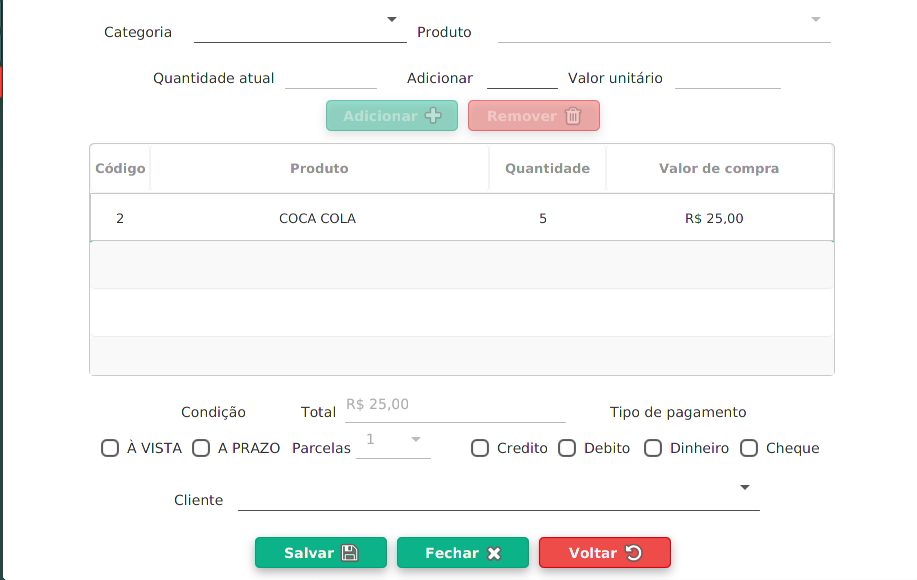 Categoria Produto
Quantidade atual Adicionar Valor unitário
Adicionar Remover
Código Produto Quantidade Valor de compra
2 COCA COLA 5 R$ 25,00
Condição Total R$ 25,00 Tipo de pagamento
À VISTA A PRAZO Parcelas 1 Credito Debito Dinheiro Cheque
Cliente
Salvar Fechar Voltar